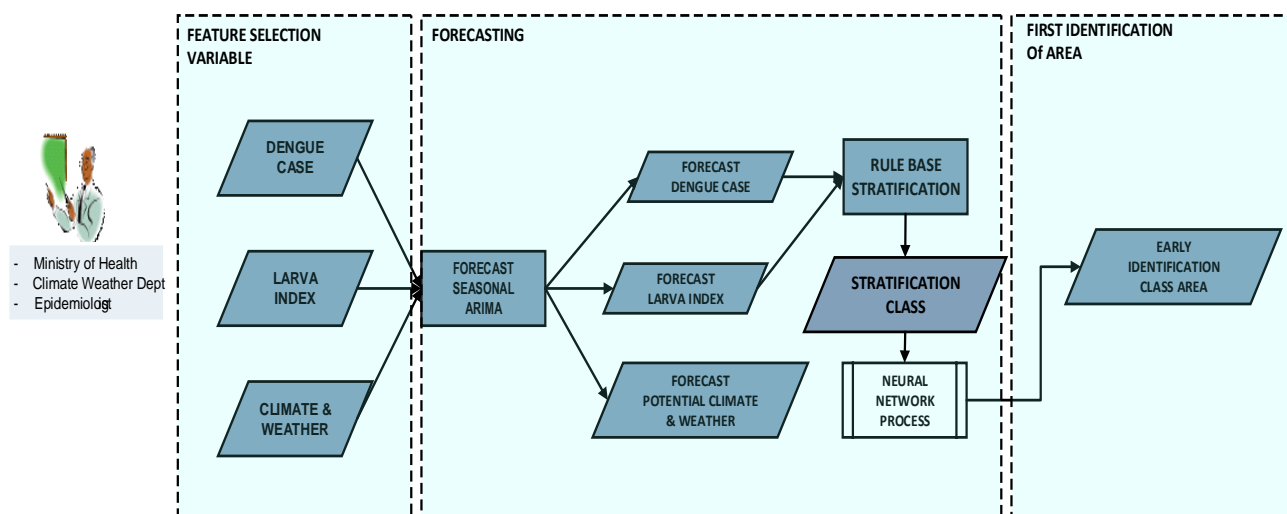 FEATURE SELECTION
VARIABLE
FORECASTING
FIRST IDENTIFICATION
Of AREA
- Ministry of Health
- Climate Weather Dept
- Epidemiologist
DENGUE
CASE
LARVA
INDEX
CLIMATE &
WEATHER
FORECAST
SEASONAL
ARIMA
FORECAST
DENGUE CASE
FORECAST
LARVA INDEX
FORECAST
POTENTIAL CLIMATE
& WEATHER
RULE BASE
STRATIFICATION
STRATIFICATION
CLASS
NEURAL
NETWORK
PROCESS
EARLY
IDENTIFICATION
CLASS AREA